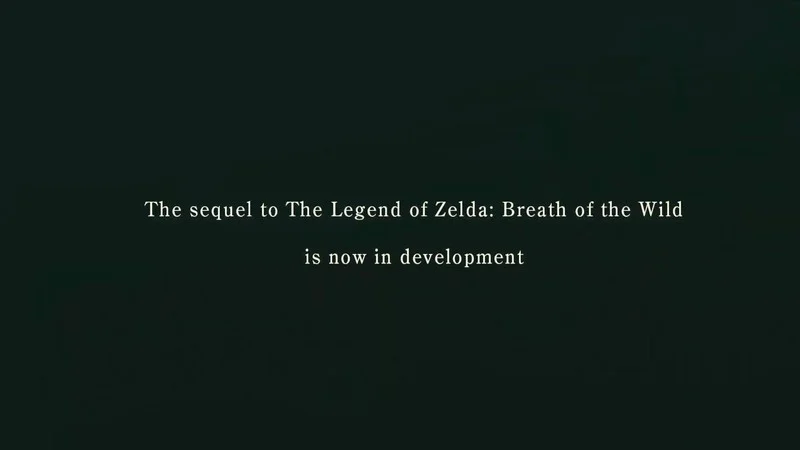 The sequel to The Legend of Zelda: Breath of the Wild
is now in development